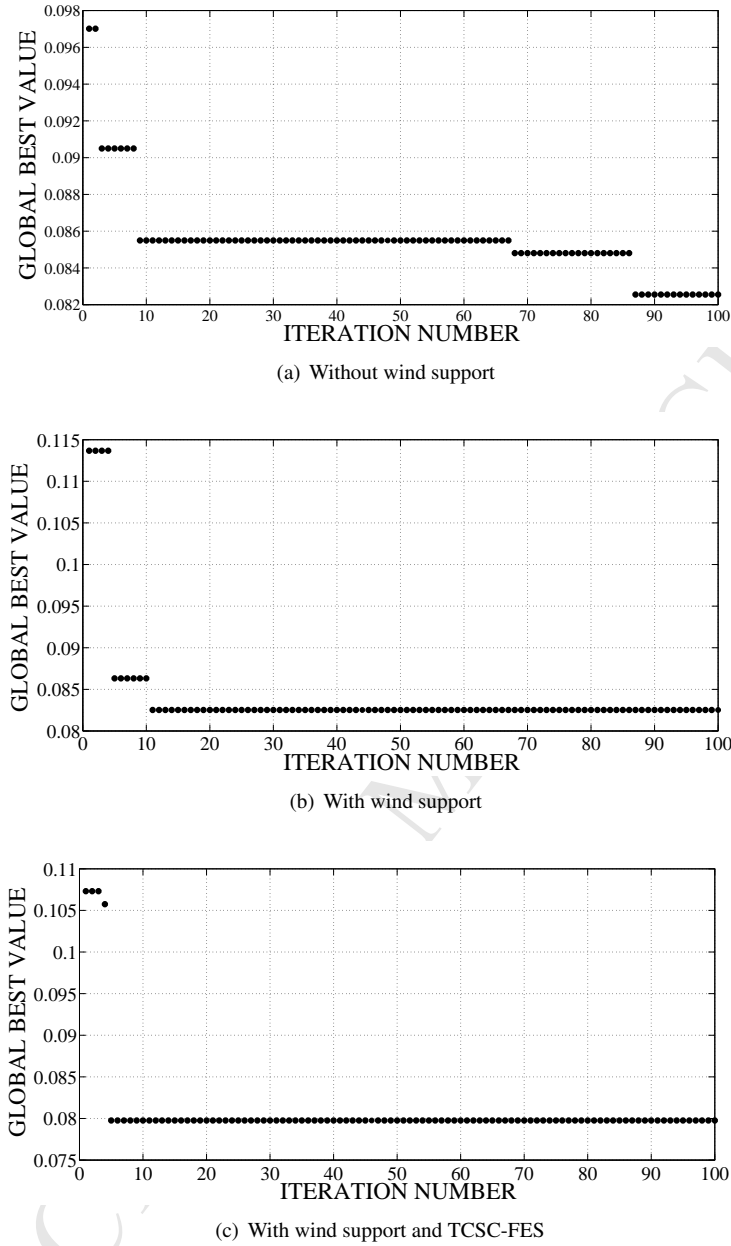 0.098
0.096
0.094
0.092
0.09
0.088
0.086
0.084
0.082
GLOBAL BEST VALUE
0 10 20 30 40 50 60 70 80 90 100
ITERATION NUMBER
(a) Without wind support
0.115
0.11
0.105
0.1
0.095
0.09
0.085
0.08
GLOBAL BEST VALUE
0 10 20 30 40 50 60 70 80 90 100
ITERATION NUMBER
(b) With wind support
0.11
0.105
0.1
0.095
0.09
0.085
0.08
0.075
GLOBAL BEST VALUE
0 10 20 30 40 50 60 70 80 90 100
ITERATION NUMBER
(c) With wind support and TCSC-FES